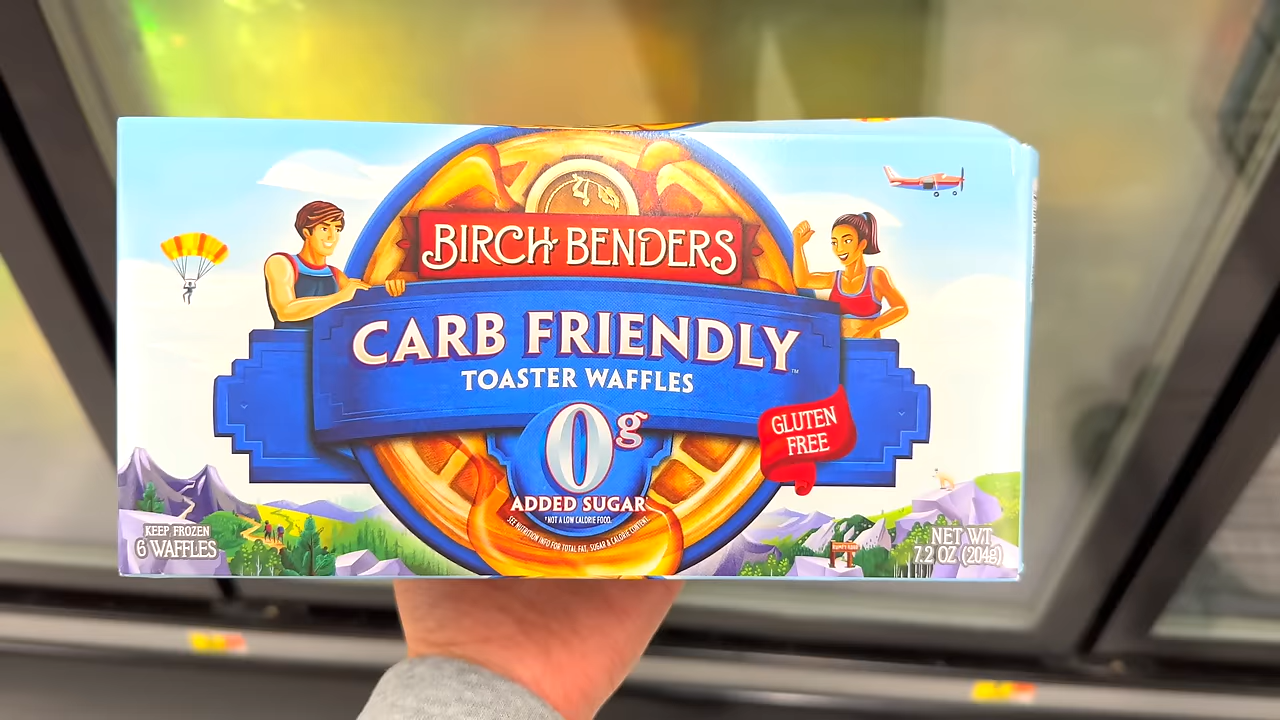 BIRCH BENDERS
CARB FRIENDLY™
TOASTER WAFFLES
0g
ADDED SUGAR*
*NOT A LOW CALORIE FOOD.
SEE NUTRITION INFO FOR TOTAL FAT, SUGAR & CALORIE CONTENT.
GLUTEN
FREE
KEEP FROZEN
6 WAFFLES
NET WT
7.2 OZ (204g)